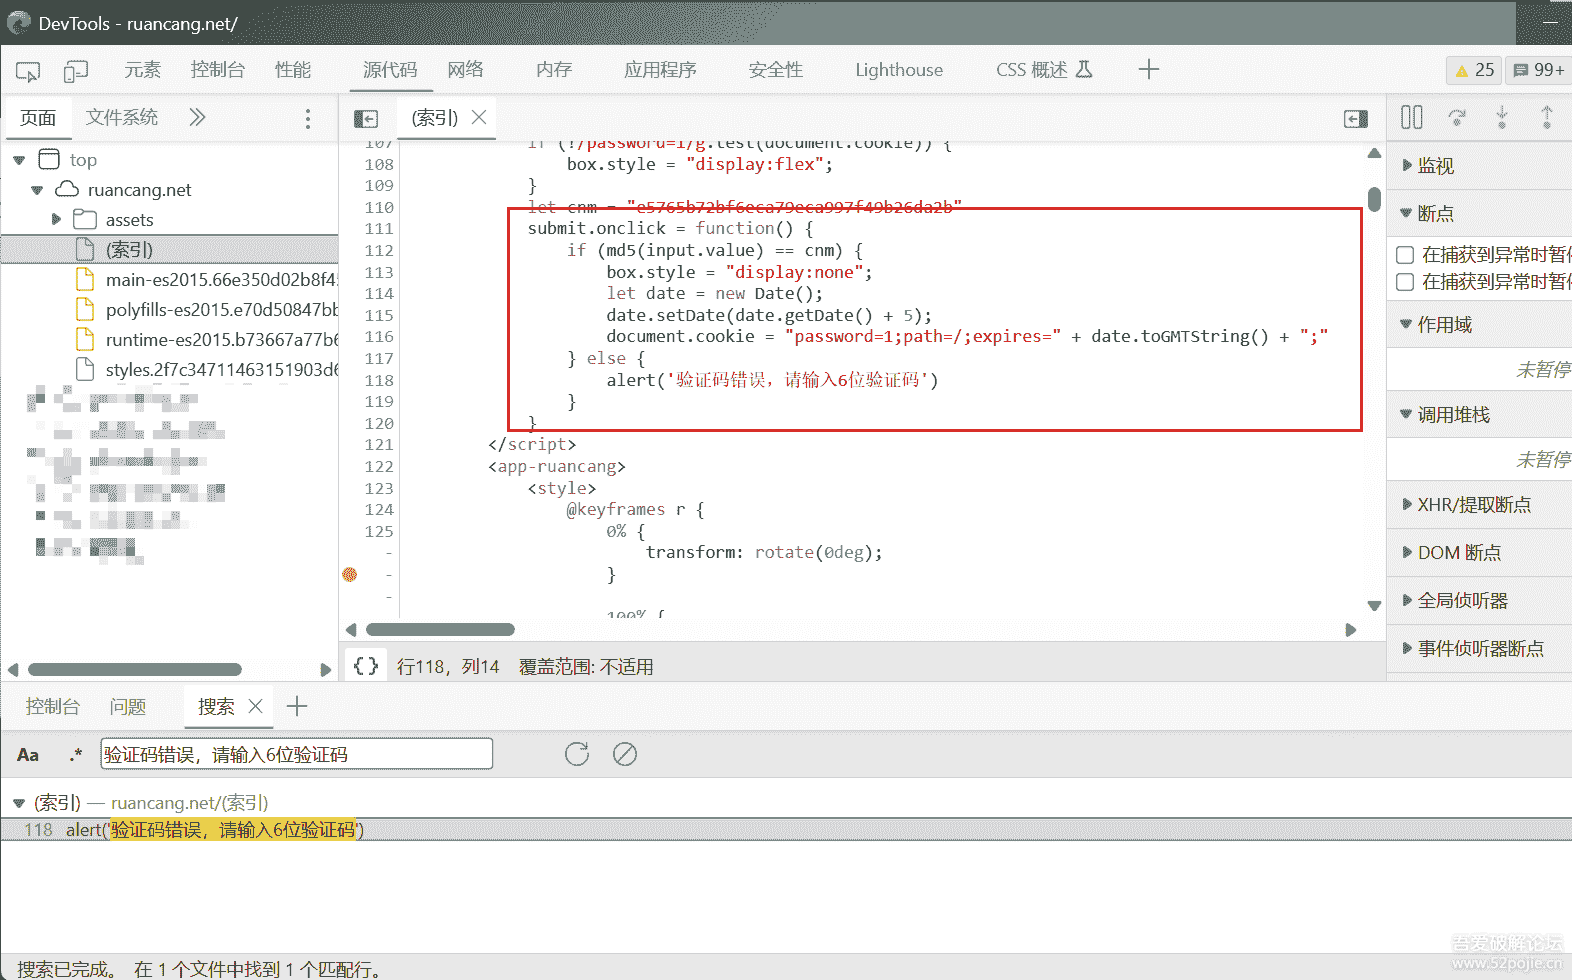 DevTools - ruancang.net/
元素 控制台 性能 源代码 网络 内存 应用程序 安全性 Lighthouse CSS 概述 25 99+
页面 文件系统 (索引)
top
ruancang.net
assets
(索引)
main-es2015.66e350d02b8f45
polyfills-es2015.e70d50847bb
runtime-es2015.b73667a77b6
styles.2f7c34711463151903d6
107 if (!/password=1/g.test(document.cookie)) {
108 box.style = "display:flex";
109 }
110 let cnm = "e5765b72bf6eca79eca997f49b26da2b"
111 submit.onclick = function() {
112 if (md5(input.value) == cnm) {
113 box.style = "display:none";
114 let date = new Date();
115 date.setDate(date.getDate() + 5);
116 document.cookie = "password=1;path=/;expires=" + date.toGMTString() + ";"
117 } else {
118 alert('验证码错误，请输入6位验证码')
119 }
120 }
121 </script>
122 <app-ruancang>
123 <style>
124 @keyframes r {
125 0% {
- transform: rotate(0deg);
- }
-
100% {
{} 行118，列14 覆盖范围: 不适用
监视
断点
在捕获到异常时暂停
在捕获到异常时暂停
作用域
未暂停
调用堆栈
未暂停
XHR/提取断点
DOM 断点
全局侦听器
事件侦听器断点
控制台 问题 搜索
Aa .* 验证码错误，请输入6位验证码
(索引) — ruancang.net/(索引)
118 alert('验证码错误，请输入6位验证码')
搜索已完成。 在 1 个文件中找到 1 个匹配行。
吾爱破解论坛
www.52pojie.cn